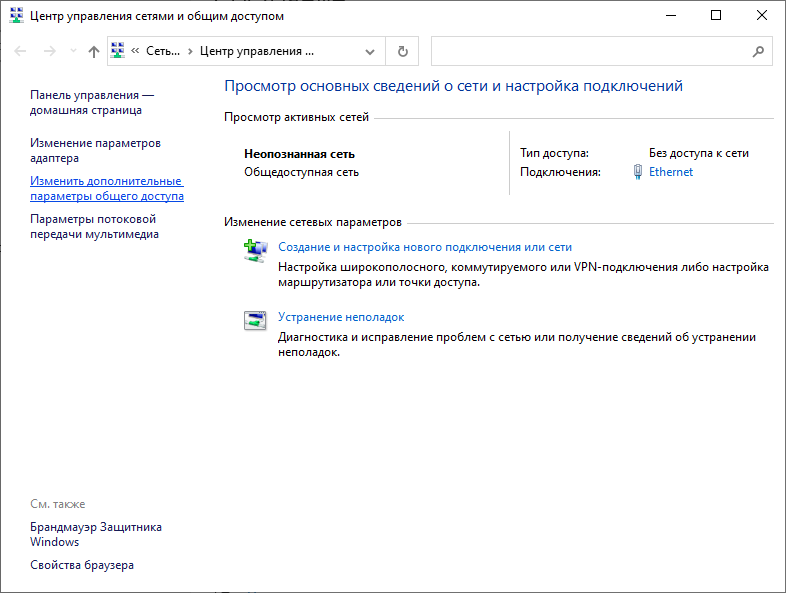 Центр управления сетями и общим доступом
« Сеть... › Центр управления ...
Панель управления —
домашняя страница
Изменение параметров
адаптера
Изменить дополнительные
параметры общего доступа
Параметры потоковой
передачи мультимедиа
Просмотр основных сведений о сети и настройка подключений
Просмотр активных сетей
Неопознанная сеть
Общедоступная сеть
Тип доступа: Без доступа к сети
Подключения: Ethernet
Изменение сетевых параметров
Создание и настройка нового подключения или сети
Настройка широкополосного, коммутируемого или VPN-подключения либо настройка
маршрутизатора или точки доступа.
Устранение неполадок
Диагностика и исправление проблем с сетью или получение сведений об устранении
неполадок.
См. также
Брандмауэр Защитника
Windows
Свойства браузера